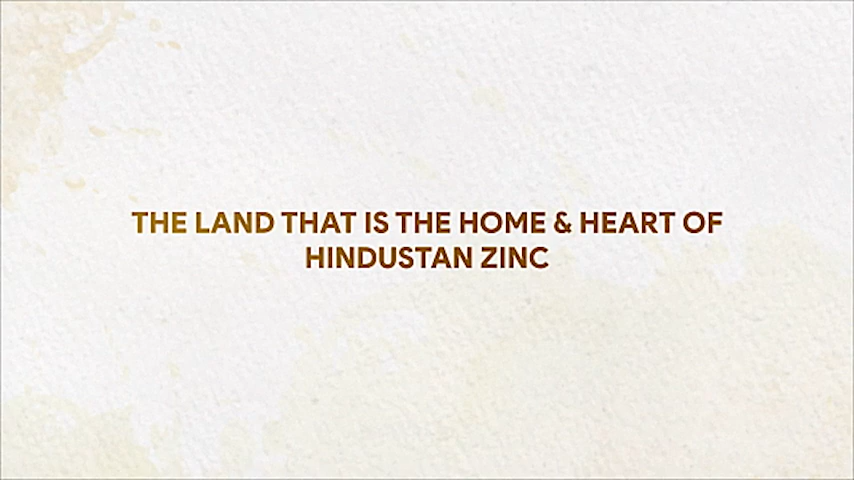 THE LAND THAT IS THE HOME & HEART OF
HINDUSTAN ZINC